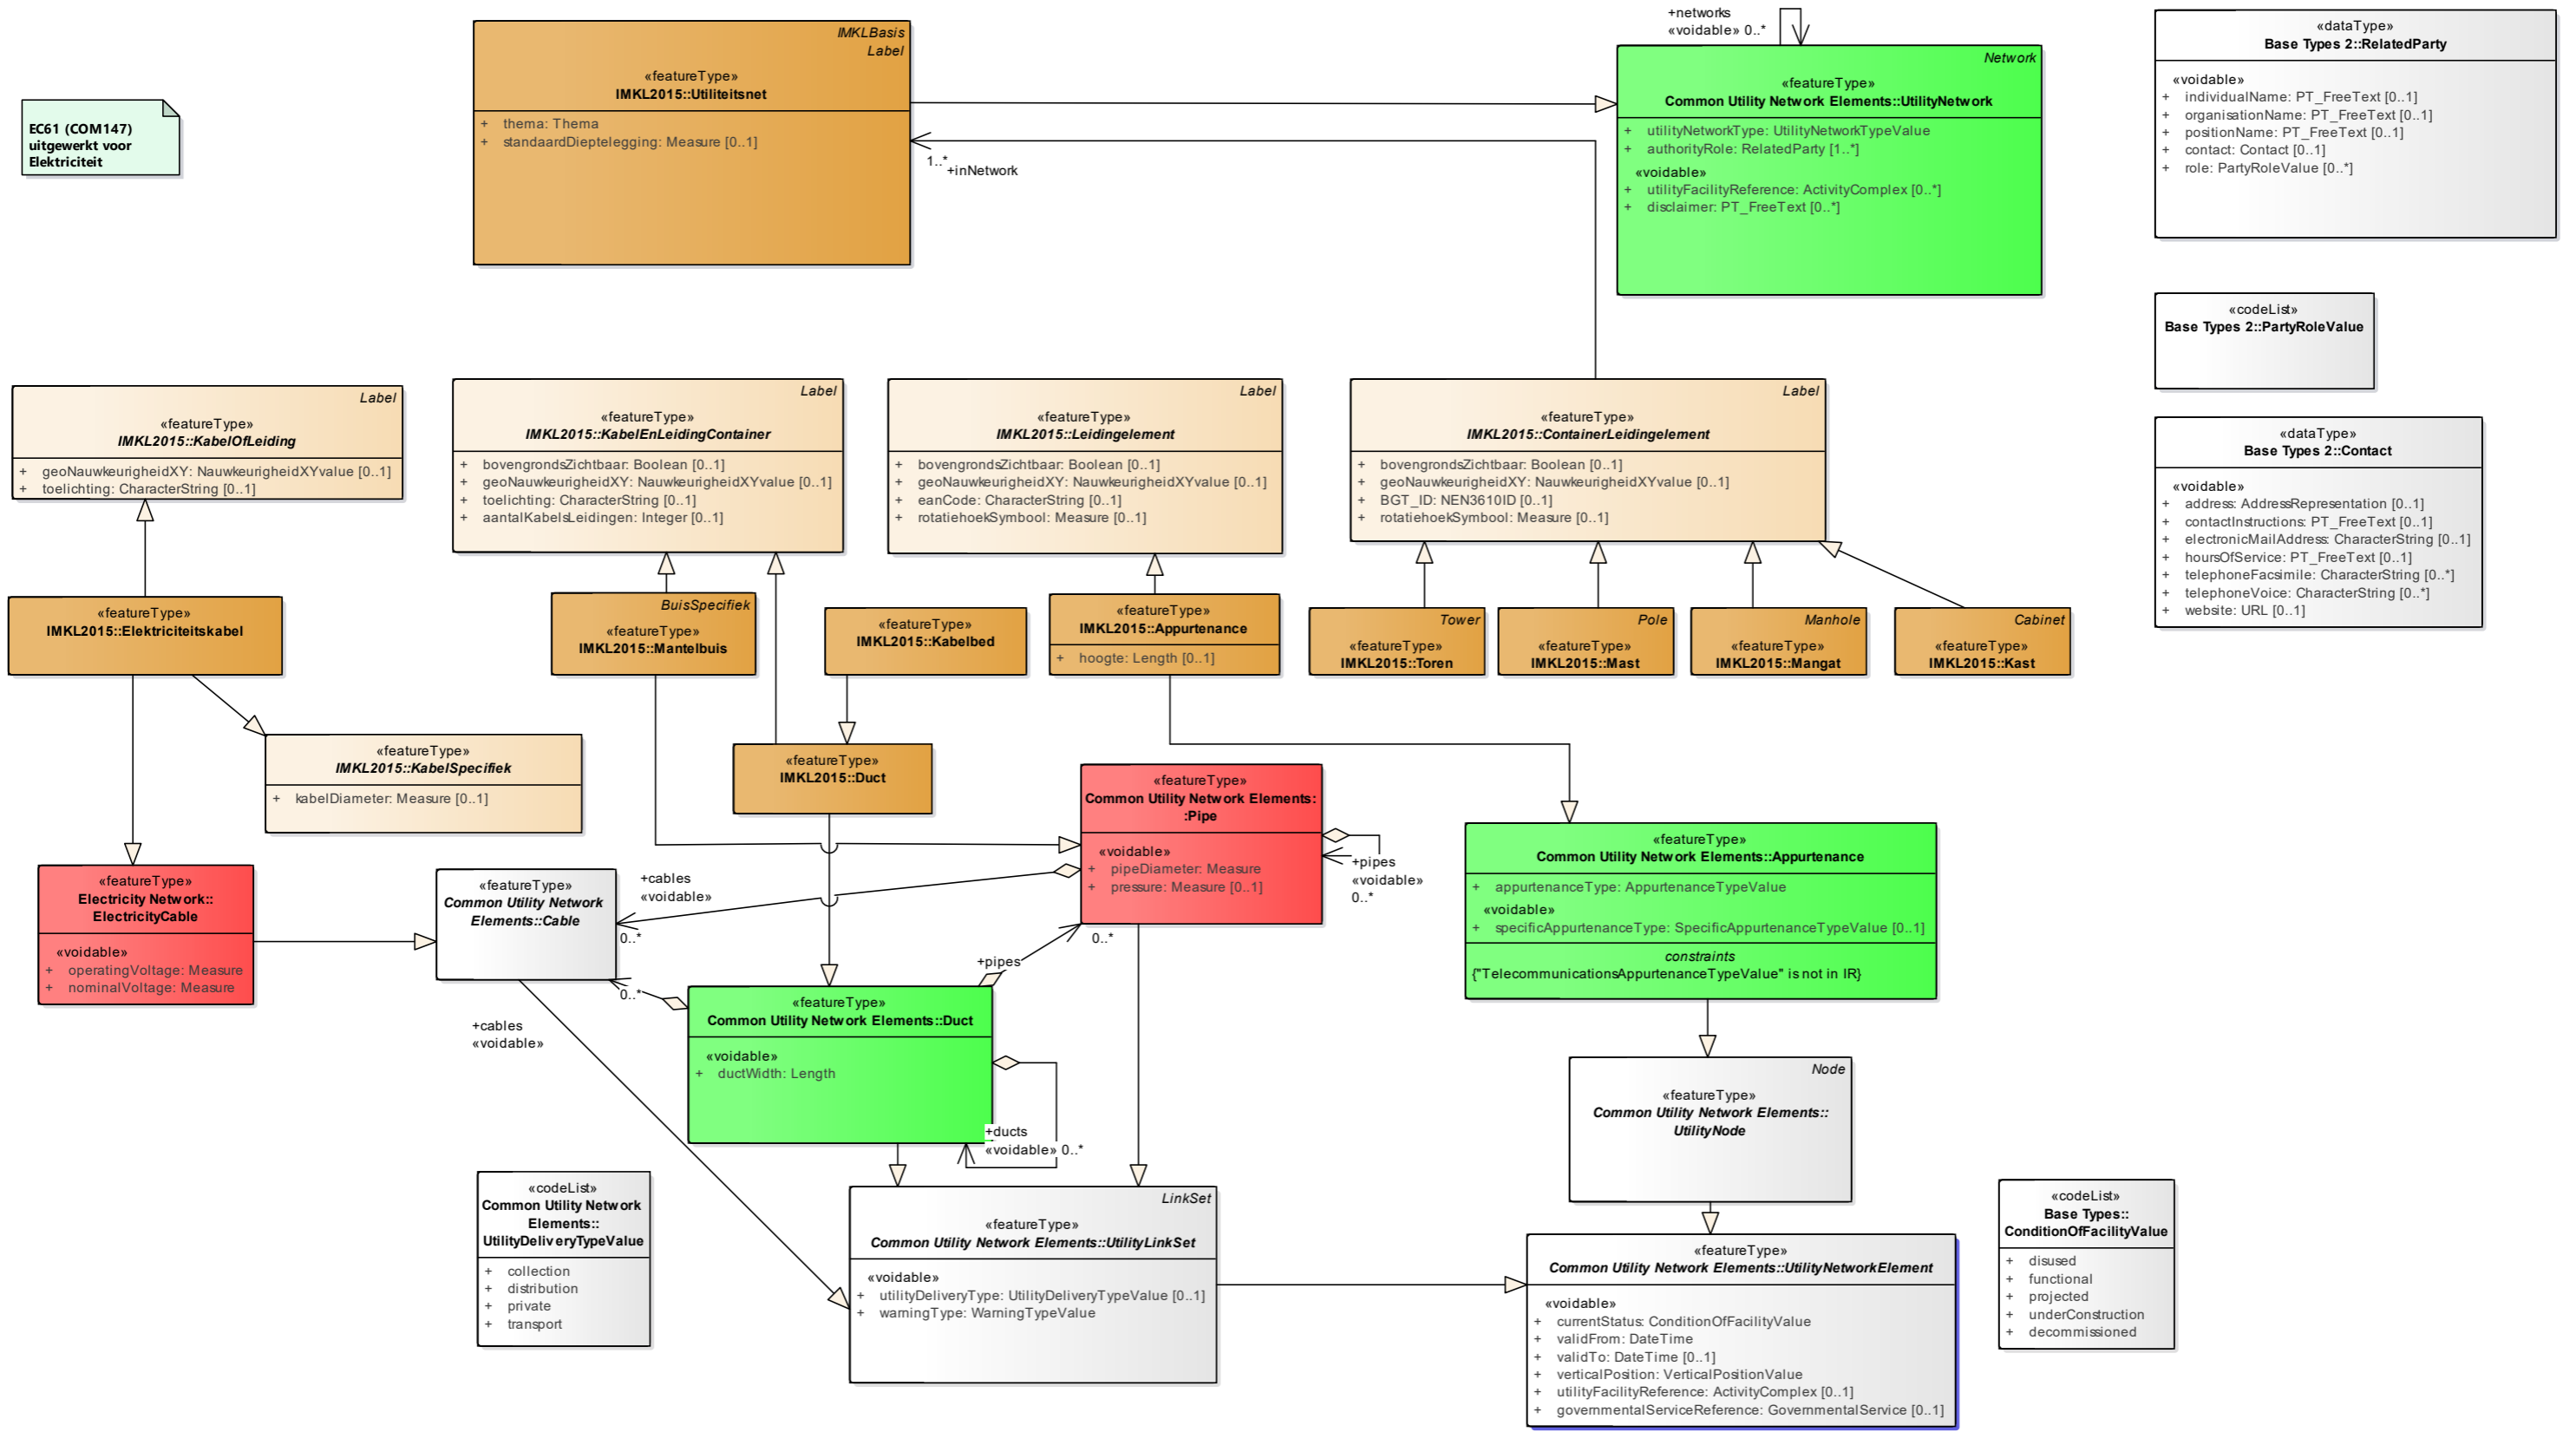 EC61 (COM147)
uitgewerkt voor
Elektriciteit
IMKLBasis
Label
«featureType»
IMKL2015::Utiliteitsnet
+ thema: Thema
+ standaardDieptelegging: Measure [0..1]
1..*
+inNetwork
+networks
«voidable» 0..*
Network
«featureType»
Common Utility Network Elements::UtilityNetwork
+ utilityNetworkType: UtilityNetworkTypeValue
+ authorityRole: RelatedParty [1..*]
«voidable»
+ utilityFacilityReference: ActivityComplex [0..*]
+ disclaimer: PT_FreeText [0..*]
«dataType»
Base Types 2::RelatedParty
«voidable»
+ individualName: PT_FreeText [0..1]
+ organisationName: PT_FreeText [0..1]
+ positionName: PT_FreeText [0..1]
+ contact: Contact [0..1]
+ role: PartyRoleValue [0..*]
«codeList»
Base Types 2::PartyRoleValue
Label
«featureType»
IMKL2015::KabelOfLeiding
+ geoNauwkeurigheidXY: NauwkeurigheidXYvalue [0..1]
+ toelichting: CharacterString [0..1]
Label
«featureType»
IMKL2015::KabelEnLeidingContainer
+ bovengrondsZichtbaar: Boolean [0..1]
+ geoNauwkeurigheidXY: NauwkeurigheidXYvalue [0..1]
+ toelichting: CharacterString [0..1]
+ aantalKabelsLeidingen: Integer [0..1]
Label
«featureType»
IMKL2015::Leidingelement
+ bovengrondsZichtbaar: Boolean [0..1]
+ geoNauwkeurigheidXY: NauwkeurigheidXYvalue [0..1]
+ eanCode: CharacterString [0..1]
+ rotatiehoekSymbool: Measure [0..1]
Label
«featureType»
IMKL2015::ContainerLeidingelement
+ bovengrondsZichtbaar: Boolean [0..1]
+ geoNauwkeurigheidXY: NauwkeurigheidXYvalue [0..1]
+ BGT_ID: NEN3610ID [0..1]
+ rotatiehoekSymbool: Measure [0..1]
«dataType»
Base Types 2::Contact
«voidable»
+ address: AddressRepresentation [0..1]
+ contactInstructions: PT_FreeText [0..1]
+ electronicMailAddress: CharacterString [0..1]
+ hoursOfService: PT_FreeText [0..1]
+ telephoneFacsimile: CharacterString [0..*]
+ telephoneVoice: CharacterString [0..*]
+ website: URL [0..1]
«featureType»
IMKL2015::Elektriciteitskabel
BuisSpecifiek
«featureType»
IMKL2015::Mantelbuis
«featureType»
IMKL2015::Kabelbed
«featureType»
IMKL2015::Appurtenance
+ hoogte: Length [0..1]
Tower
«featureType»
IMKL2015::Toren
Pole
«featureType»
IMKL2015::Mast
Manhole
«featureType»
IMKL2015::Mangat
Cabinet
«featureType»
IMKL2015::Kast
«featureType»
IMKL2015::KabelSpecifiek
+ kabelDiameter: Measure [0..1]
«featureType»
IMKL2015::Duct
«featureType»
Common Utility Network Elements:
:Pipe
«voidable»
+ pipeDiameter: Measure
+ pressure: Measure [0..1]
+pipes
«voidable»
0..*
«featureType»
Common Utility Network Elements::Appurtenance
+ appurtenanceType: AppurtenanceTypeValue
«voidable»
+ specificAppurtenanceType: SpecificAppurtenanceTypeValue [0..1]
constraints
{"TelecommunicationsAppurtenanceTypeValue" is not in IR}
«featureType»
Electricity Network::
ElectricityCable
«voidable»
+ operatingVoltage: Measure
+ nominalVoltage: Measure
«featureType»
Common Utility Network
Elements::Cable
+cables
«voidable»
0..*
0..*
+pipes
0..*
+cables
«voidable»
«featureType»
Common Utility Network Elements::Duct
«voidable»
+ ductWidth: Length
+ducts
«voidable» 0..*
Node
«featureType»
Common Utility Network Elements::
UtilityNode
«codeList»
Common Utility Network
Elements::
UtilityDeliveryTypeValue
+ collection
+ distribution
+ private
+ transport
LinkSet
«featureType»
Common Utility Network Elements::UtilityLinkSet
«voidable»
+ utilityDeliveryType: UtilityDeliveryTypeValue [0..1]
+ warningType: WarningTypeValue
«featureType»
Common Utility Network Elements::UtilityNetworkElement
«voidable»
+ currentStatus: ConditionOfFacilityValue
+ validFrom: DateTime
+ validTo: DateTime [0..1]
+ verticalPosition: VerticalPositionValue
+ utilityFacilityReference: ActivityComplex [0..1]
+ governmentalServiceReference: GovernmentalService [0..1]
«codeList»
Base Types::
ConditionOfFacilityValue
+ disused
+ functional
+ projected
+ underConstruction
+ decommissioned